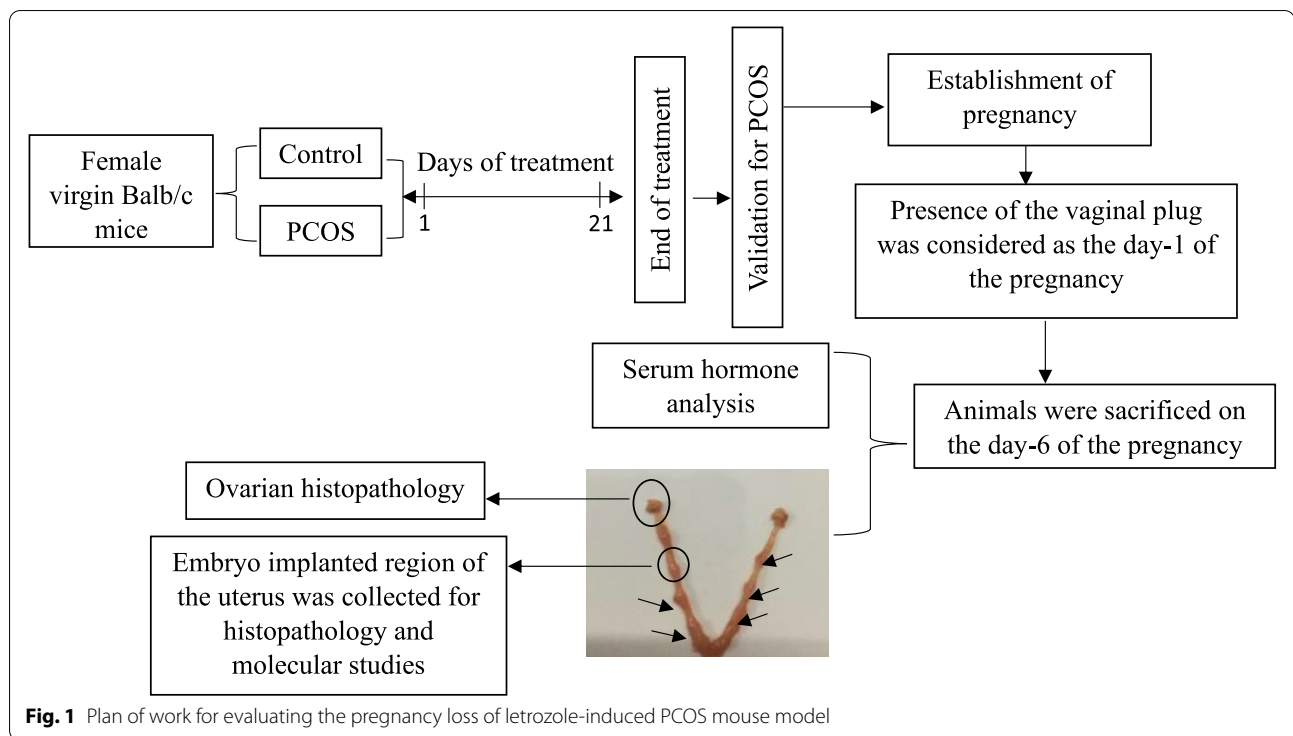 Female
virgin Balb/c
mice
Control
PCOS
Days of treatment
1
21
End of treatment
Validation for PCOS
Establishment of
pregnancy
Presence of the vaginal plug
was considered as the day-1 of
the pregnancy
Animals were sacrificed on
the day-6 of the pregnancy
Serum hormone
analysis
Ovarian histopathology
Embryo implanted region of
the uterus was collected for
histopathology and
molecular studies
Fig. 1 Plan of work for evaluating the pregnancy loss of letrozole-induced PCOS mouse model